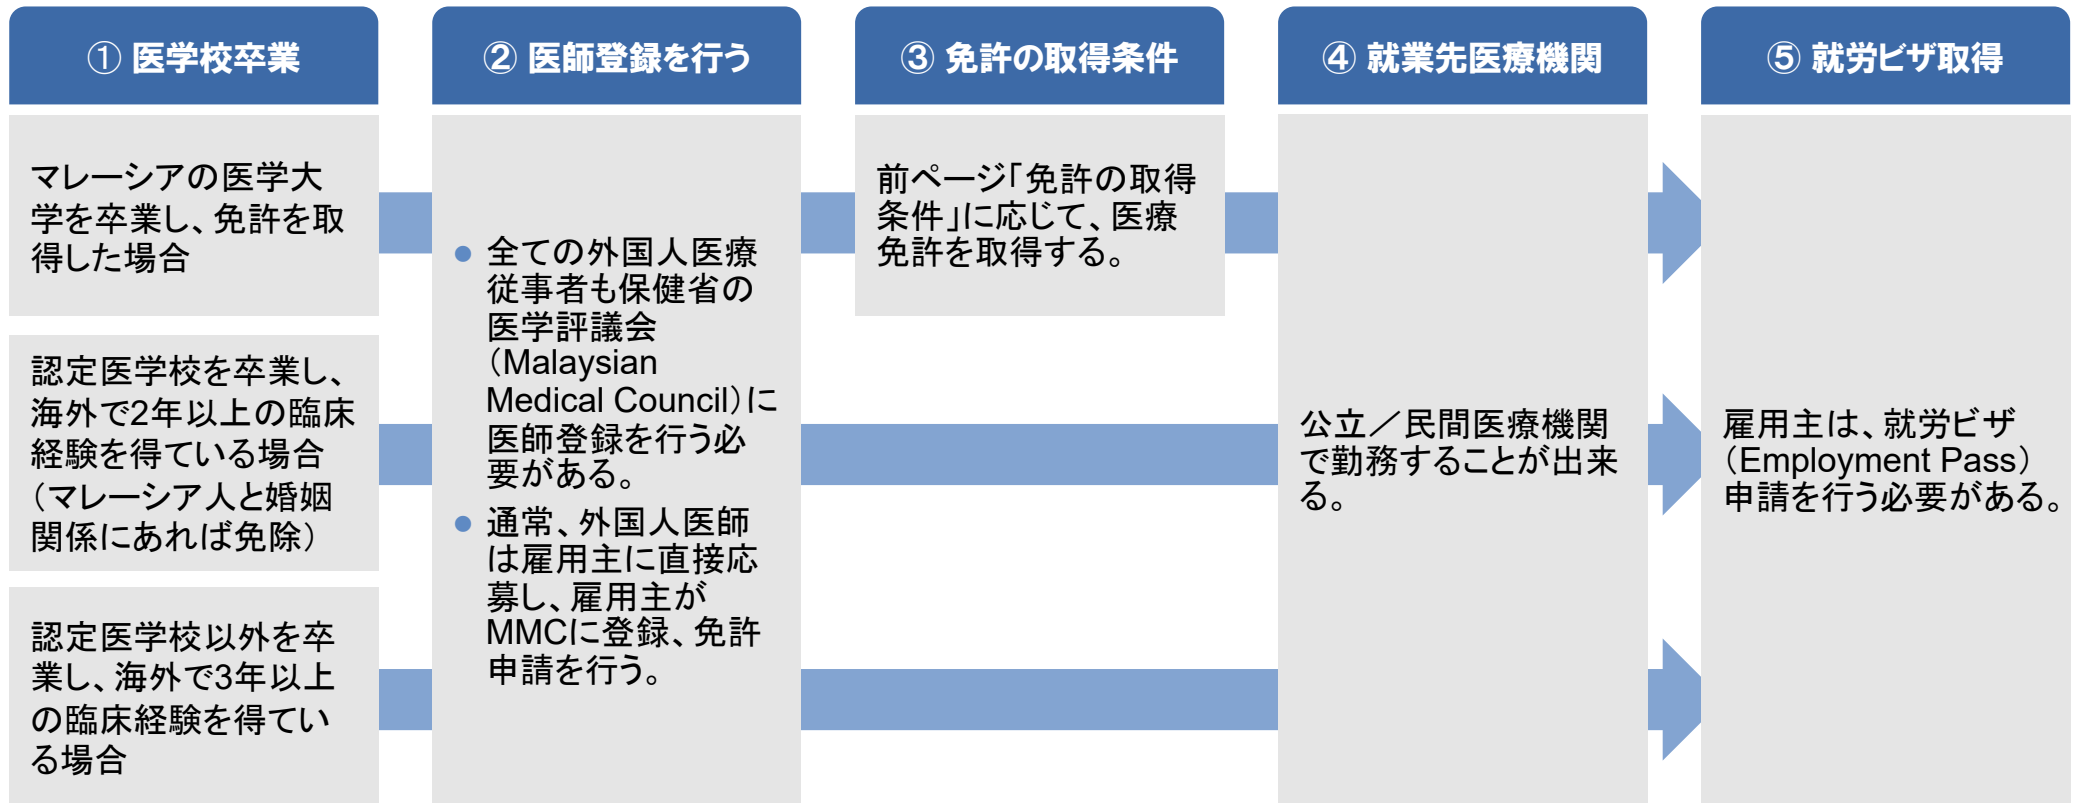 ① 医学校卒業
② 医師登録を行う
③ 免許の取得条件
④ 就業先医療機関
⑤ 就労ビザ取得
マレーシアの医学大
学を卒業し、免許を取
得した場合
認定医学校を卒業し、
海外で2年以上の臨床
経験を得ている場合
（マレーシア人と婚姻
関係にあれば免除）
認定医学校以外を卒
業し、海外で3年以上
の臨床経験を得てい
る場合
● 全ての外国人医療
従事者も保健省の
医学評議会
（Malaysian
Medical Council）に
医師登録を行う必
要がある。
● 通常、外国人医師
は雇用主に直接応
募し、雇用主が
MMCに登録、免許
申請を行う。
前ページ「免許の取得
条件」に応じて、医療
免許を取得する。
公立／民間医療機関
で勤務することが出来
る。
雇用主は、就労ビザ
（Employment Pass）
申請を行う必要がある。